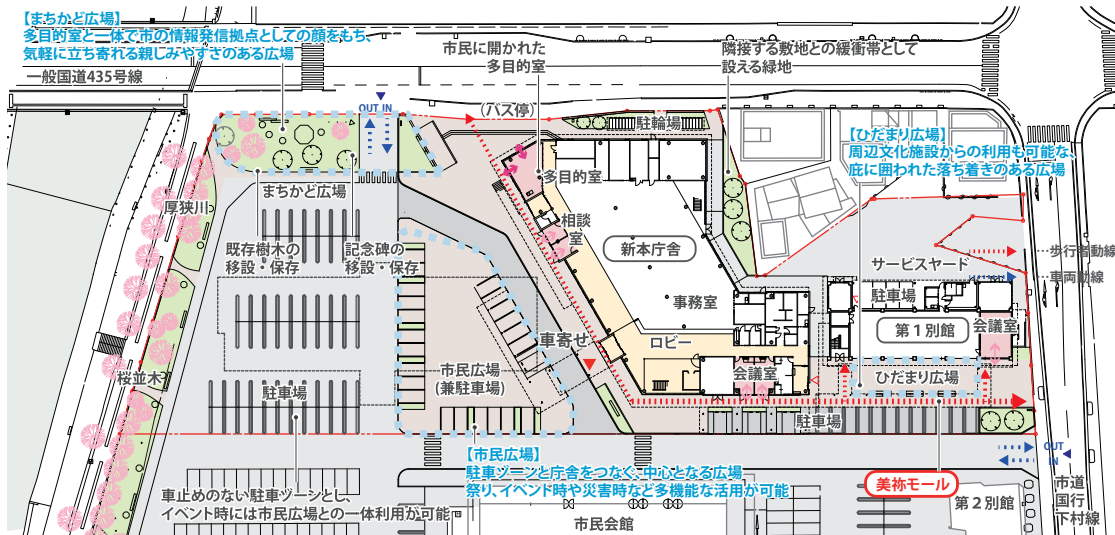 【まちかど広場】
多目的室と一体で市の情報発信拠点としての顔をもち、
気軽に立ち寄れる親しみやすさのある広場
一般国道435号線
市民に開かれた
多目的室
隣接する敷地との緩衝帯として
設える緑地
OUT IN
(バス停)
駐輪場
【ひだまり広場】
周辺文化施設からの利用も可能な、
庇に囲われた落ち着きのある広場
多目的室
まちかど広場
厚狭川
相談
室
既存樹木の
移設・保存
記念碑の
移設・保存
新本庁舎
歩行者動線
サービスヤード
車両動線
駐車場
事務室
第1別館
会議室
車寄せ
ロビー
市民広場
(兼駐車場)
会議室
ひだまり広場
桜並木
駐車場
駐車場
【市民広場】
駐車ゾーンと庁舎をつなぐ、中心となる広場
祭り、イベント時や災害時など多機能な活用が可能
OUT
IN
美祢モール
車止めのない駐車ゾーンとし、
イベント時には市民広場との一体利用が可能
市民会館
第2別館
市道
国行
下村線